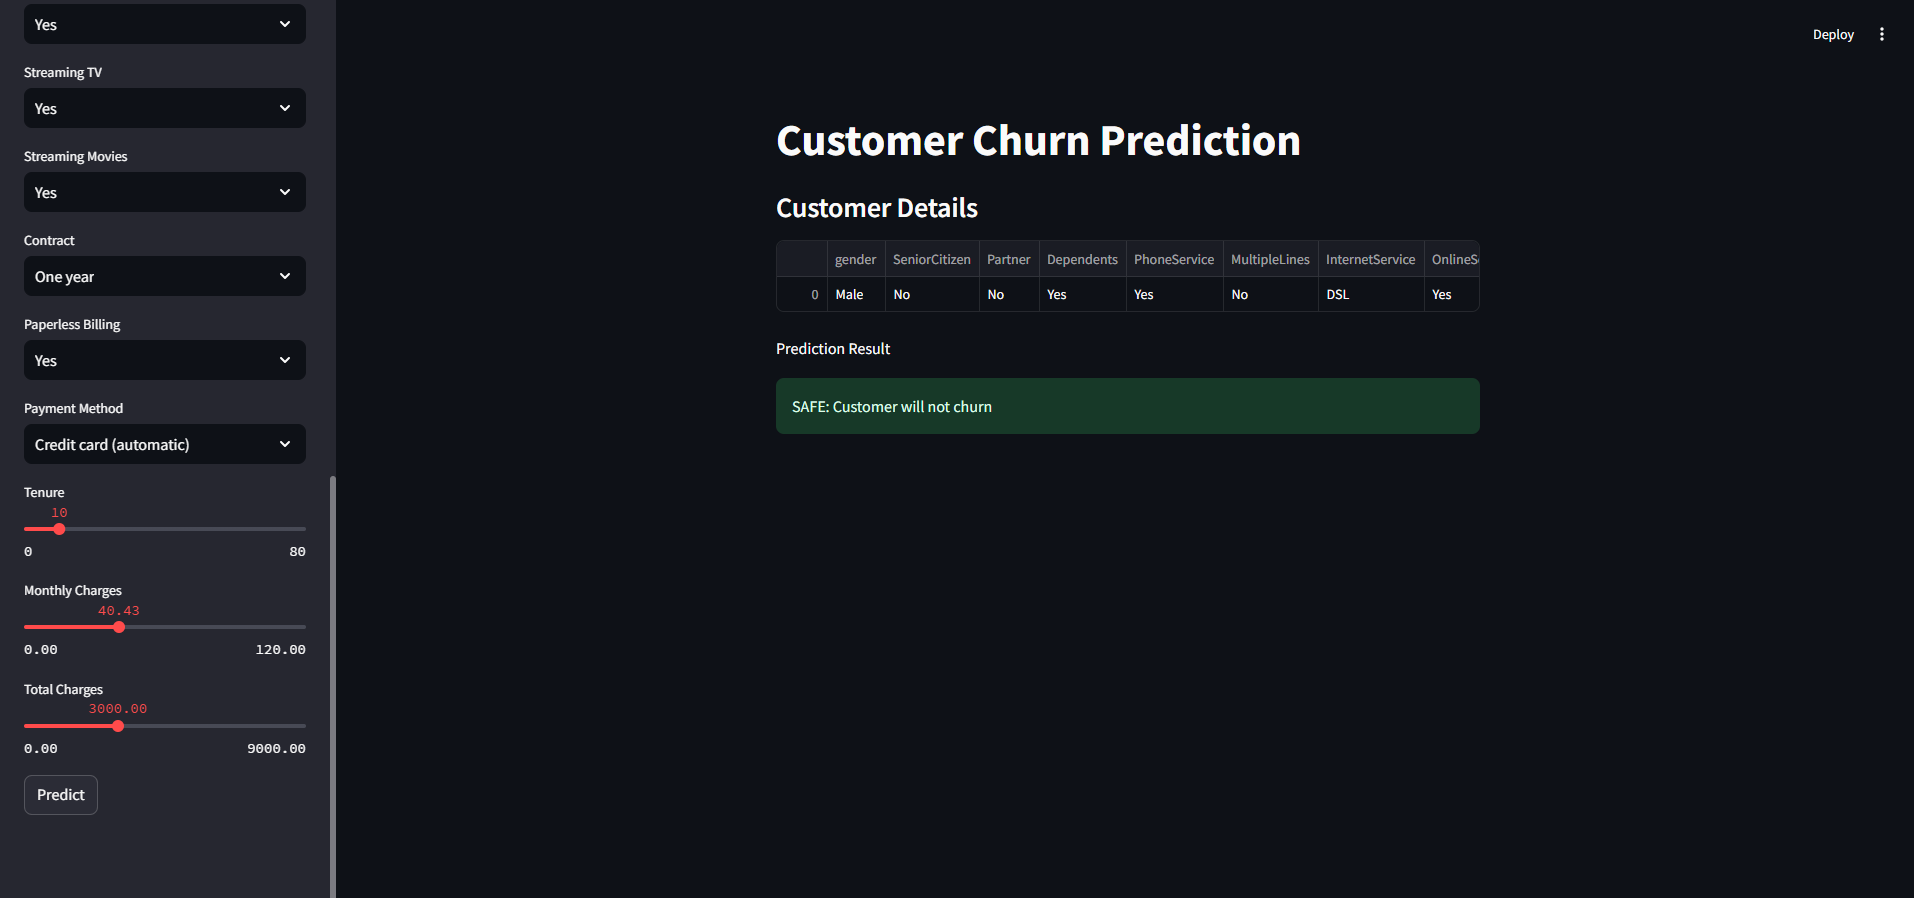 Yes
Streaming TV
Yes
Streaming Movies
Yes
Contract
One year
Paperless Billing
Yes
Payment Method
Credit card (automatic)
Tenure
10
0 80
Monthly Charges
40.43
0.00 120.00
Total Charges
3000.00
0.00 9000.00
Predict
Deploy
Customer Churn Prediction
Customer Details
gender SeniorCitizen Partner Dependents PhoneService MultipleLines InternetService OnlineS
0 Male No No Yes Yes No DSL Yes
Prediction Result
SAFE: Customer will not churn